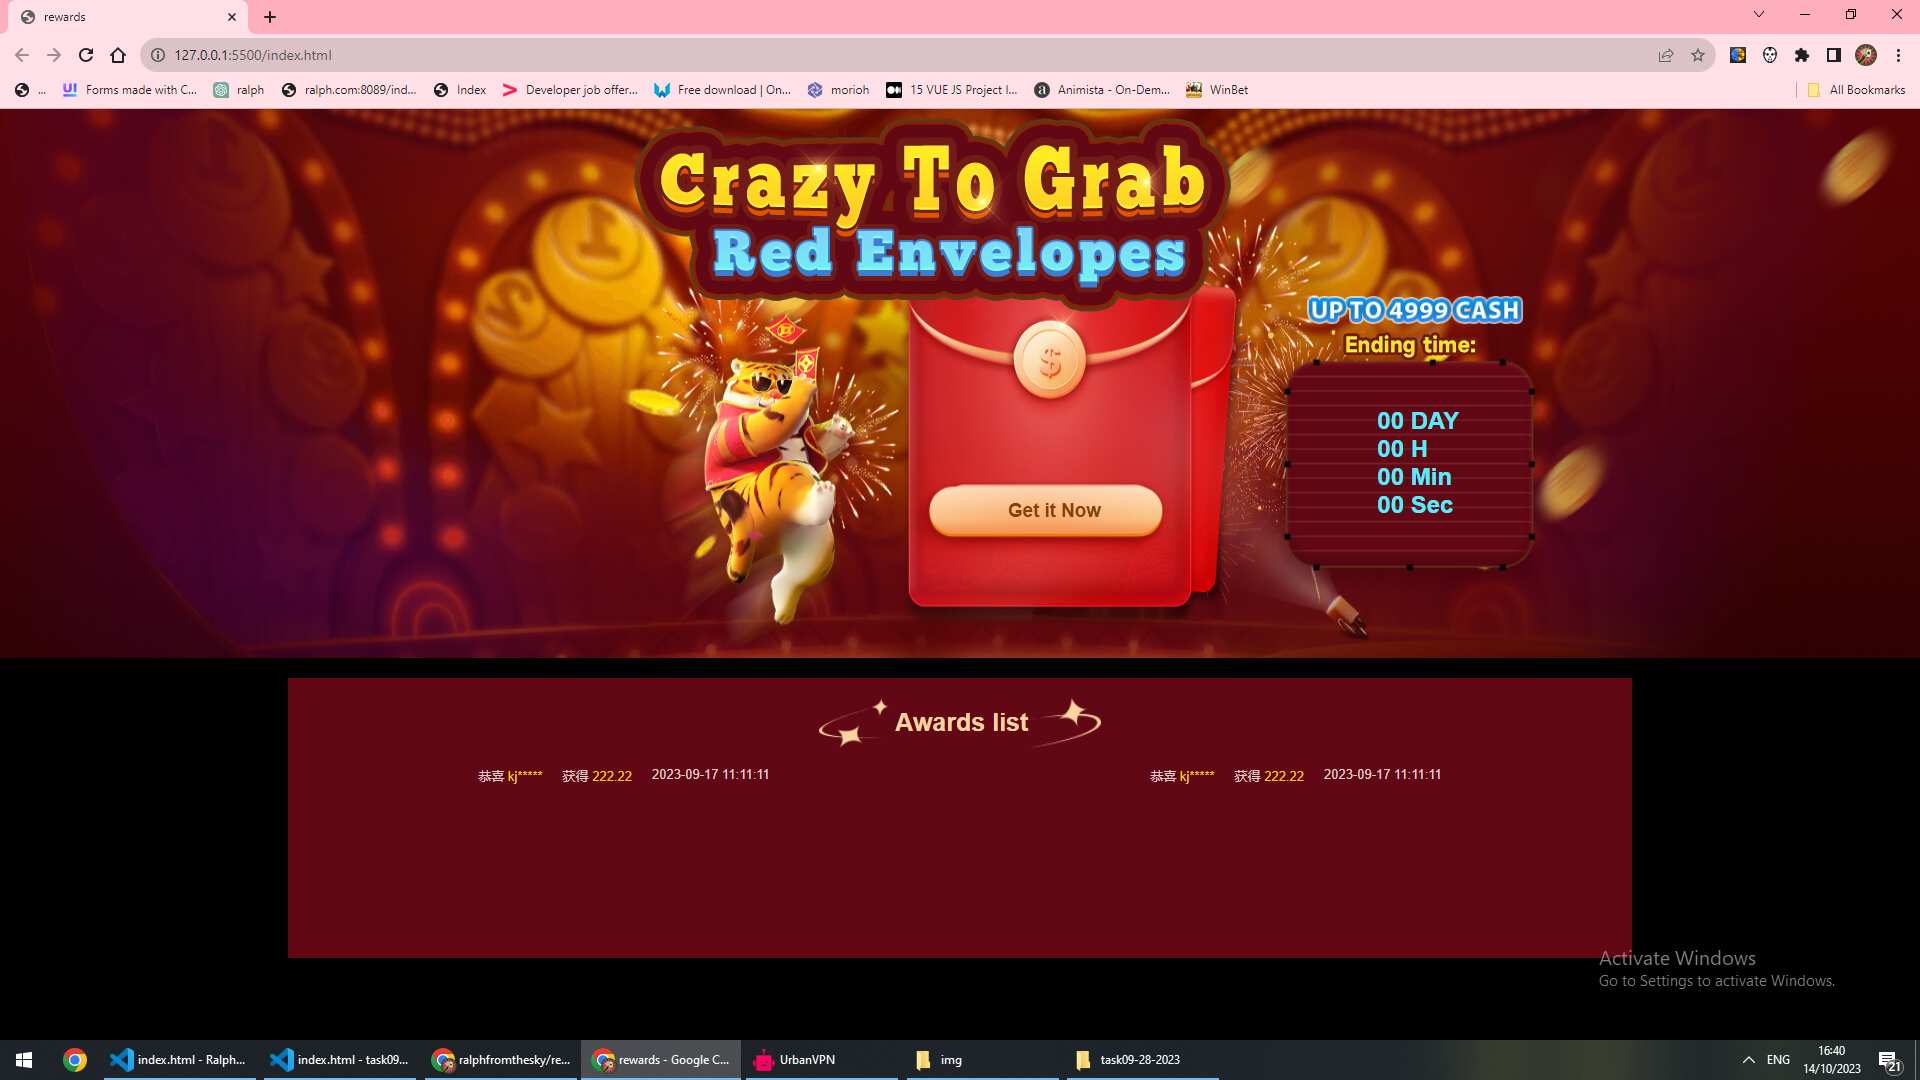 rewards
127.0.0.1:5500/index.html
...
Forms made with C...
ralph
ralph.com:8089/ind...
Index
Developer job offer...
Free download | On...
morioh
15 VUE JS Project I...
Animista - On-Dem...
WinBet
All Bookmarks
Crazy To Grab
Red Envelopes
UP TO 4999 CASH
Ending time:
00 DAY
00 H
00 Min
00 Sec
$
Get it Now
Awards list
恭喜 kj***** 获得 222.22 2023-09-17 11:11:11
恭喜 kj***** 获得 222.22 2023-09-17 11:11:11
Activate Windows
Go to Settings to activate Windows.
index.html - Ralph...
index.html - task09...
ralphfromthesky/re...
rewards - Google C...
UrbanVPN
img
task09-28-2023
ENG
16:40
14/10/2023
21